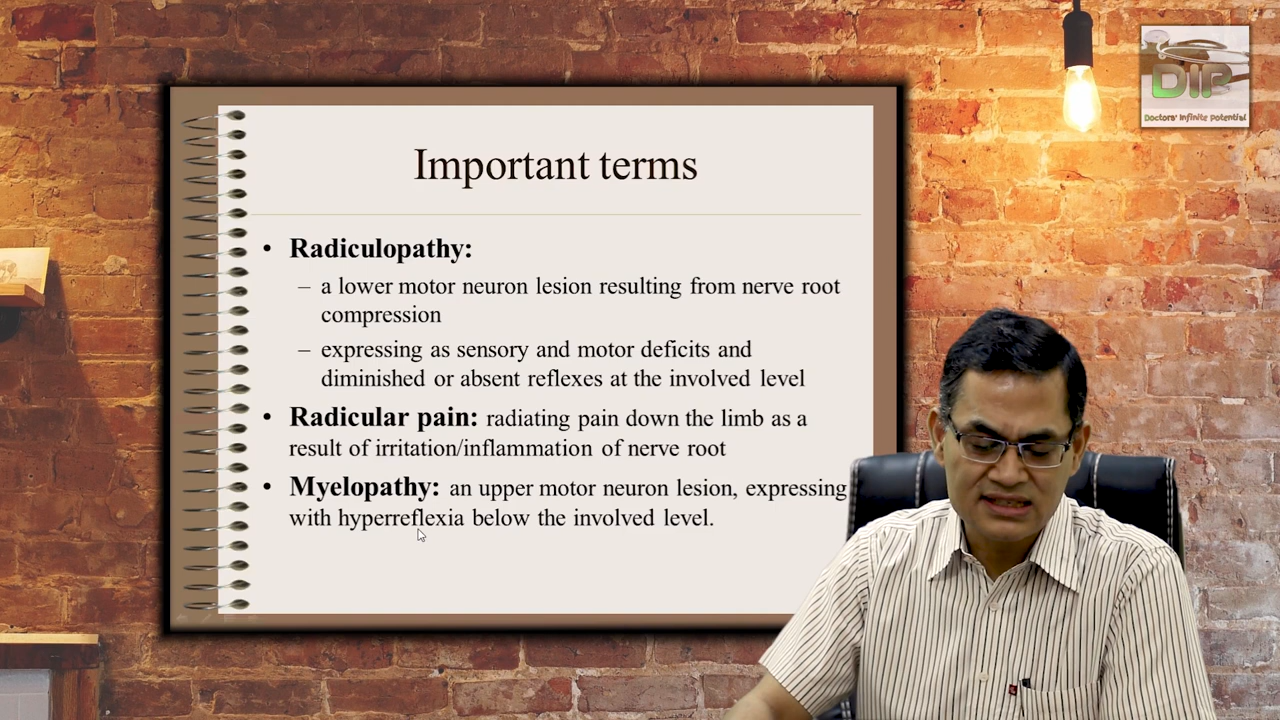 DIP
Doctors' Infinite Potential
Important terms
• Radiculopathy:
– a lower motor neuron lesion resulting from nerve root
compression
– expressing as sensory and motor deficits and
diminished or absent reflexes at the involved level
• Radicular pain: radiating pain down the limb as a
result of irritation/inflammation of nerve root
• Myelopathy: an upper motor neuron lesion, expressing
with hyperreflexia below the involved level.